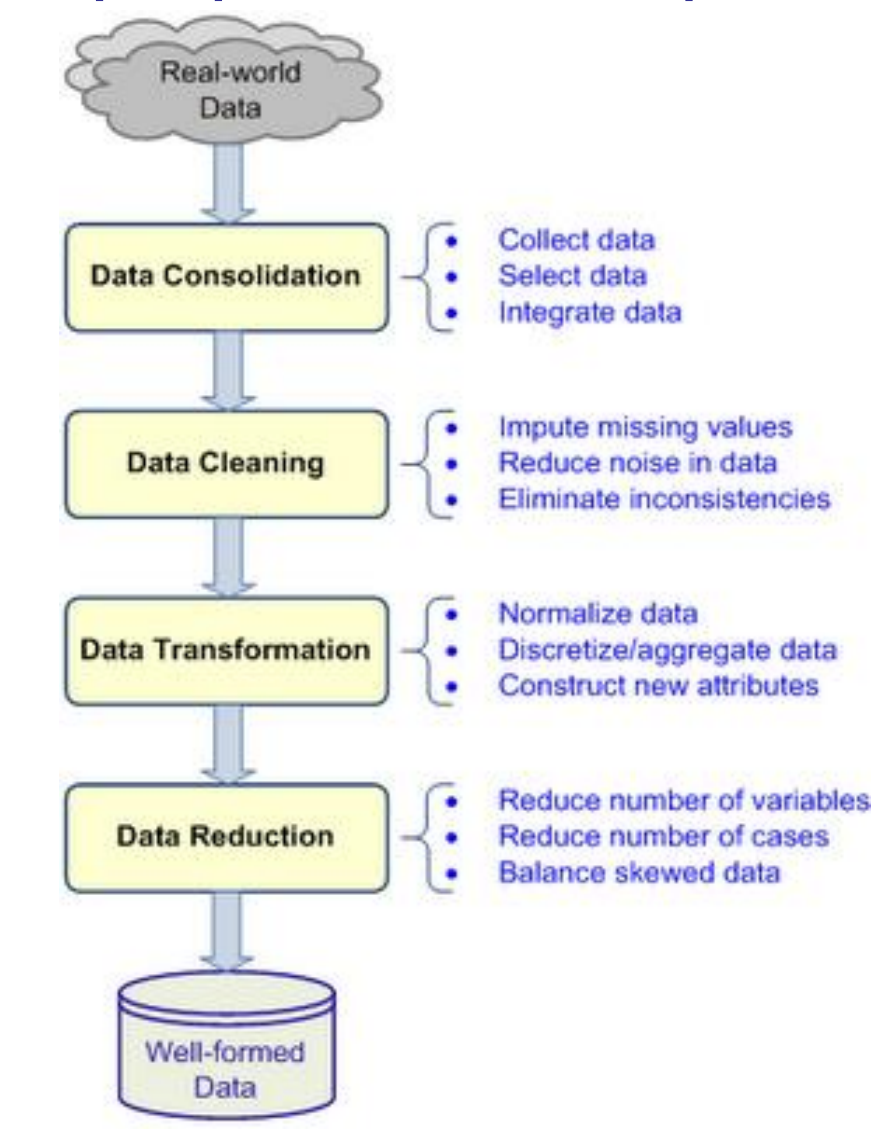 Real-world
Data
Data Consolidation
• Collect data
• Select data
• Integrate data
Data Cleaning
• Impute missing values
• Reduce noise in data
• Eliminate inconsistencies
Data Transformation
• Normalize data
• Discretize/aggregate data
• Construct new attributes
Data Reduction
• Reduce number of variables
• Reduce number of cases
• Balance skewed data
Well-formed
Data